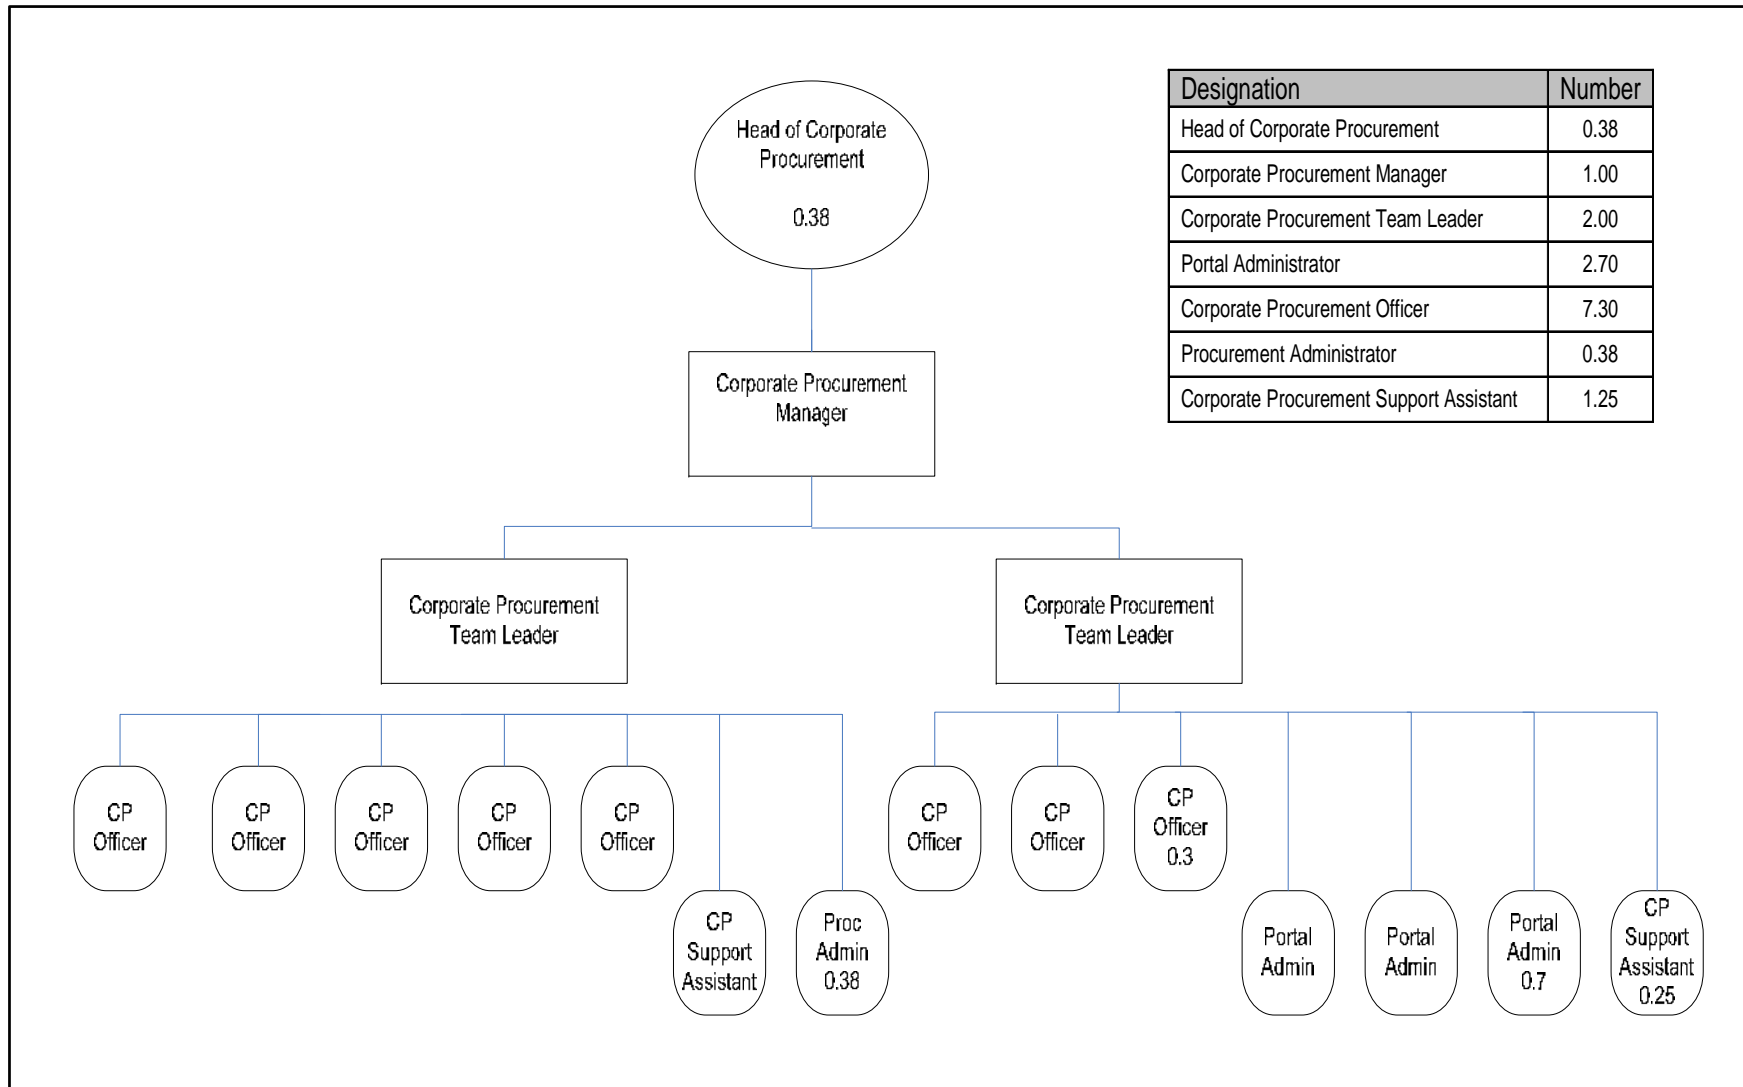 Head of Corporate
Procurement
0.38
Designation Number
Head of Corporate Procurement 0.38
Corporate Procurement Manager 1.00
Corporate Procurement Team Leader 2.00
Portal Administrator 2.70
Corporate Procurement Officer 7.30
Procurement Administrator 0.38
Corporate Procurement Support Assistant 1.25
Corporate Procurement
Manager
Corporate Procurement
Team Leader
Corporate Procurement
Team Leader
CP
Officer
CP
Officer
CP
Officer
CP
Officer
CP
Officer
CP
Support
Assistant
Proc
Admin
0.38
CP
Officer
CP
Officer
CP
Officer
0.3
Portal
Admin
Portal
Admin
Portal
Admin
0.7
CP
Support
Assistant
0.25